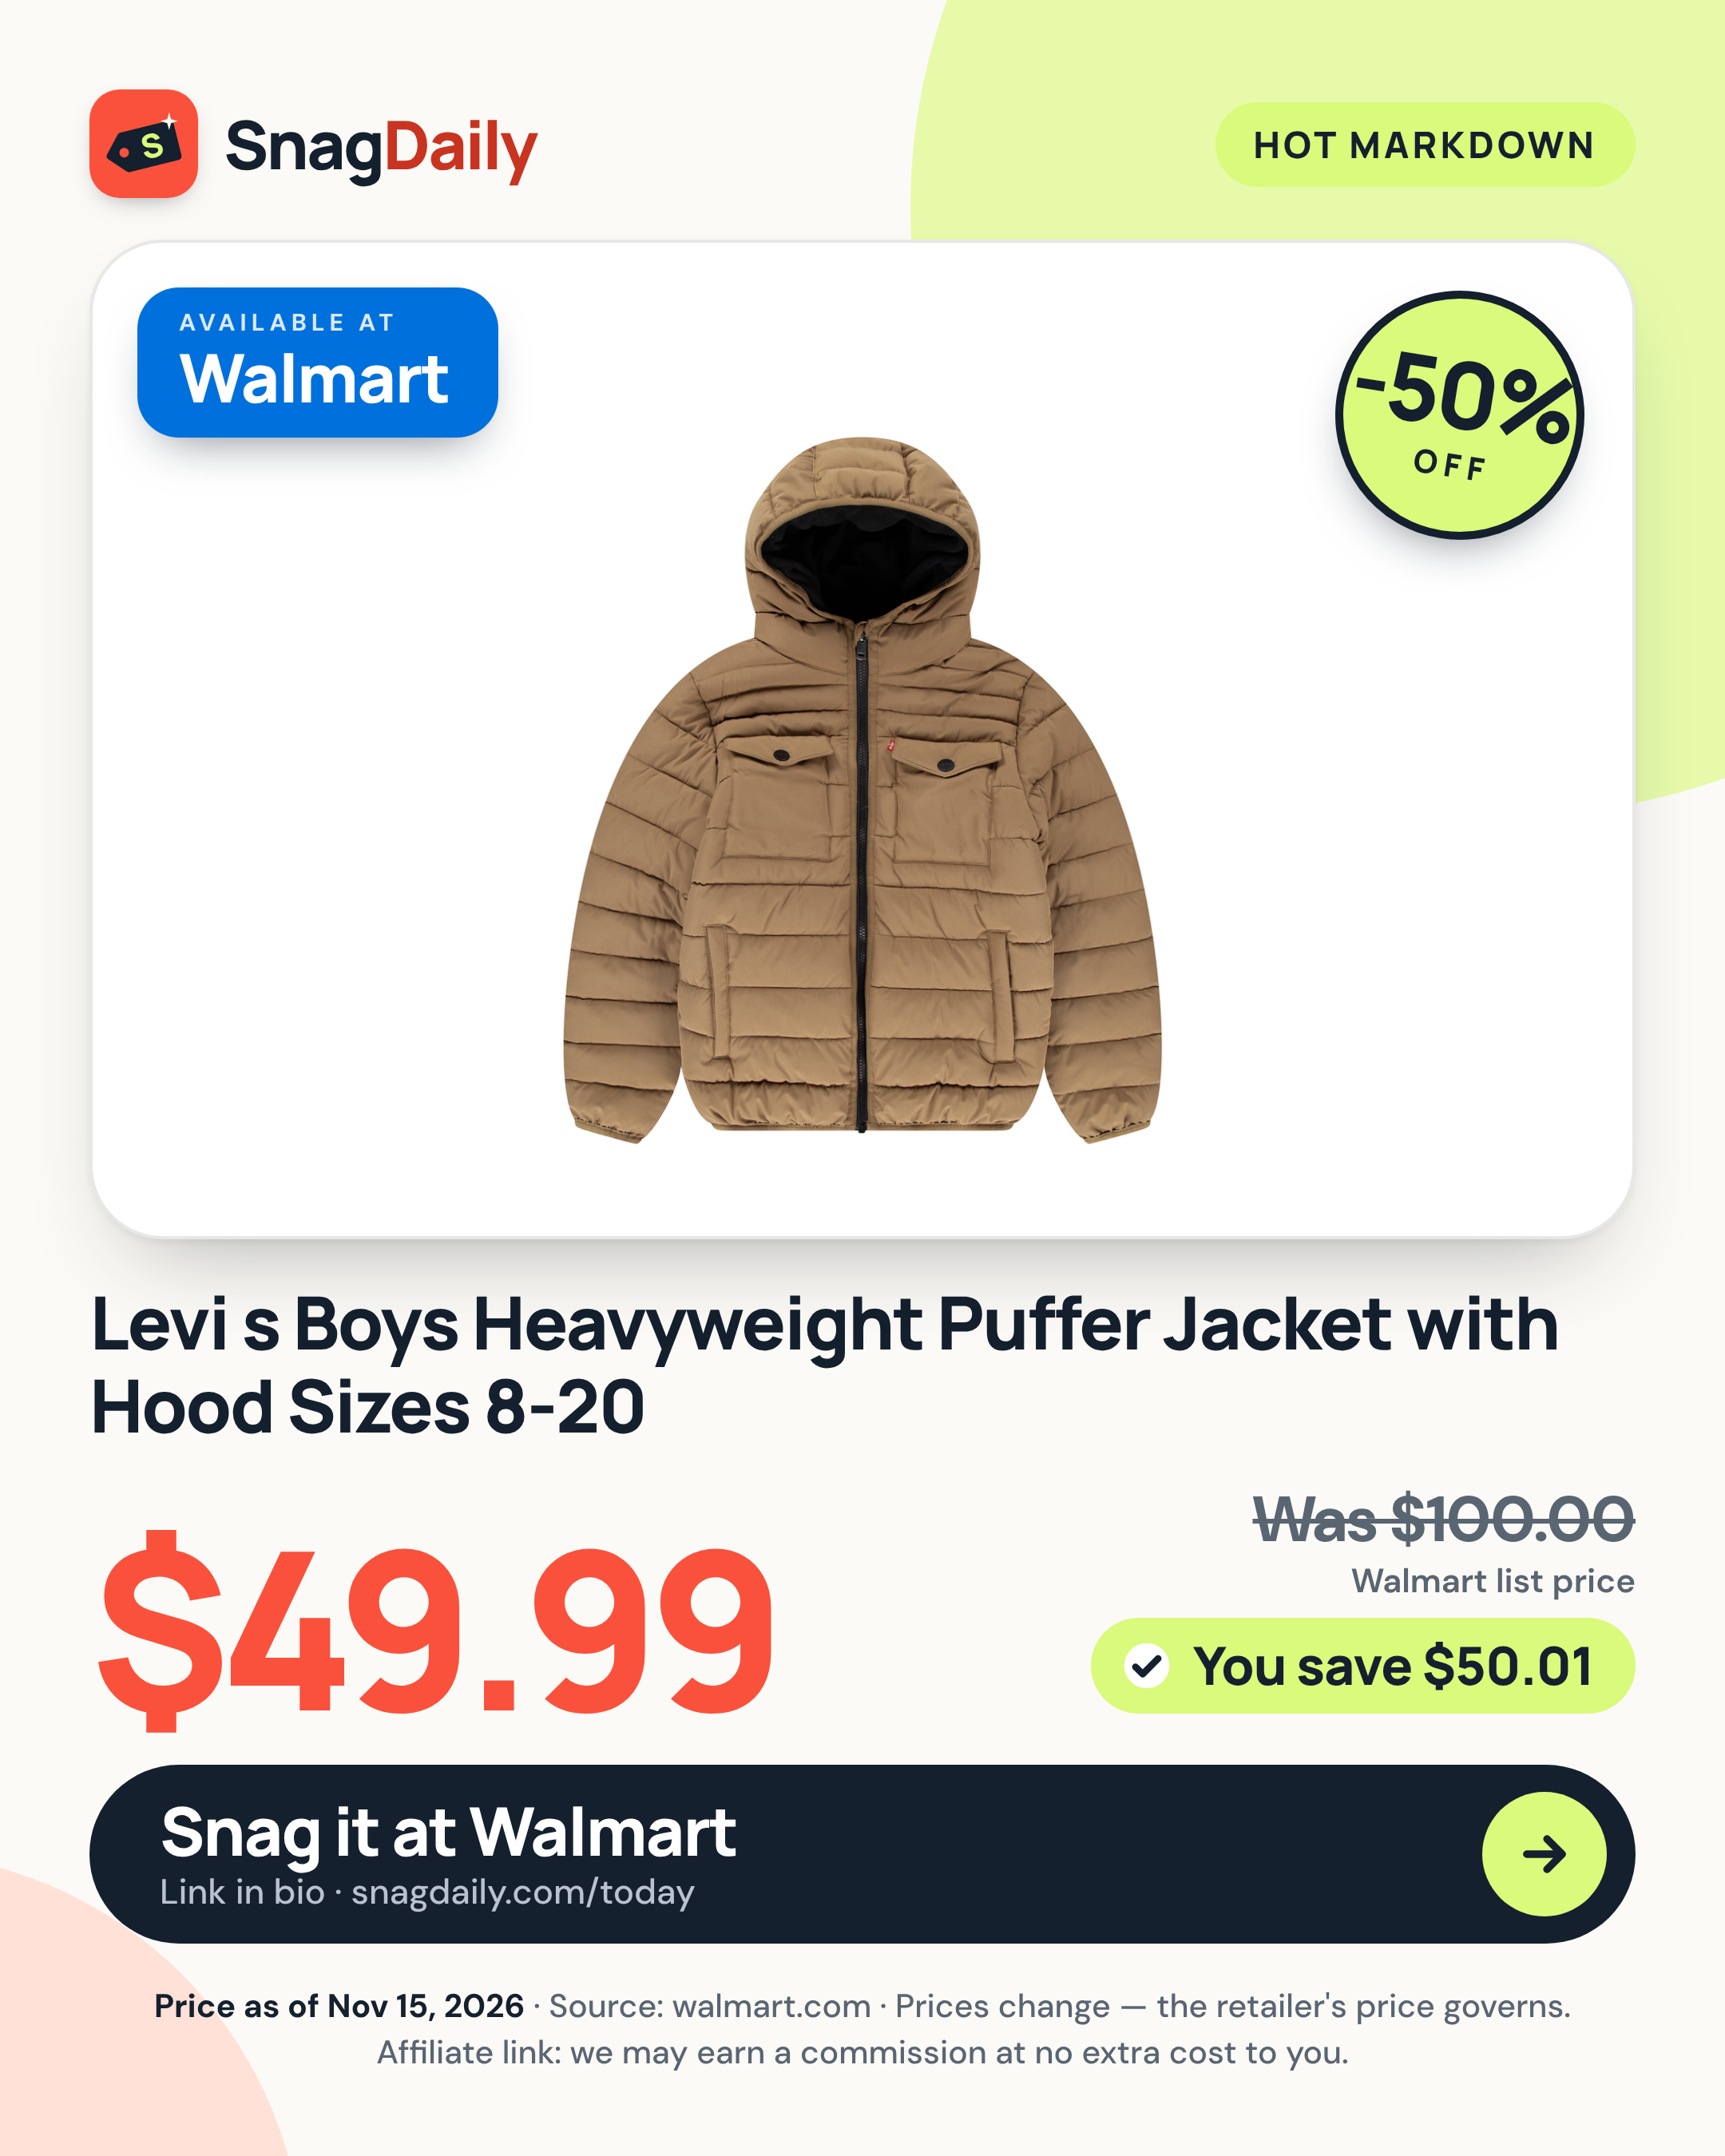 S
SnagDaily
HOT MARKDOWN
AVAILABLE AT
Walmart
-50%
OFF
Levi s Boys Heavyweight Puffer Jacket with
Hood Sizes 8-20
Was $100.00
Walmart list price
$49.99
You save $50.01
Snag it at Walmart
Link in bio · snagdaily.com/today
Price as of Nov 15, 2026 · Source: walmart.com · Prices change — the retailer's price governs.
Affiliate link: we may earn a commission at no extra cost to you.